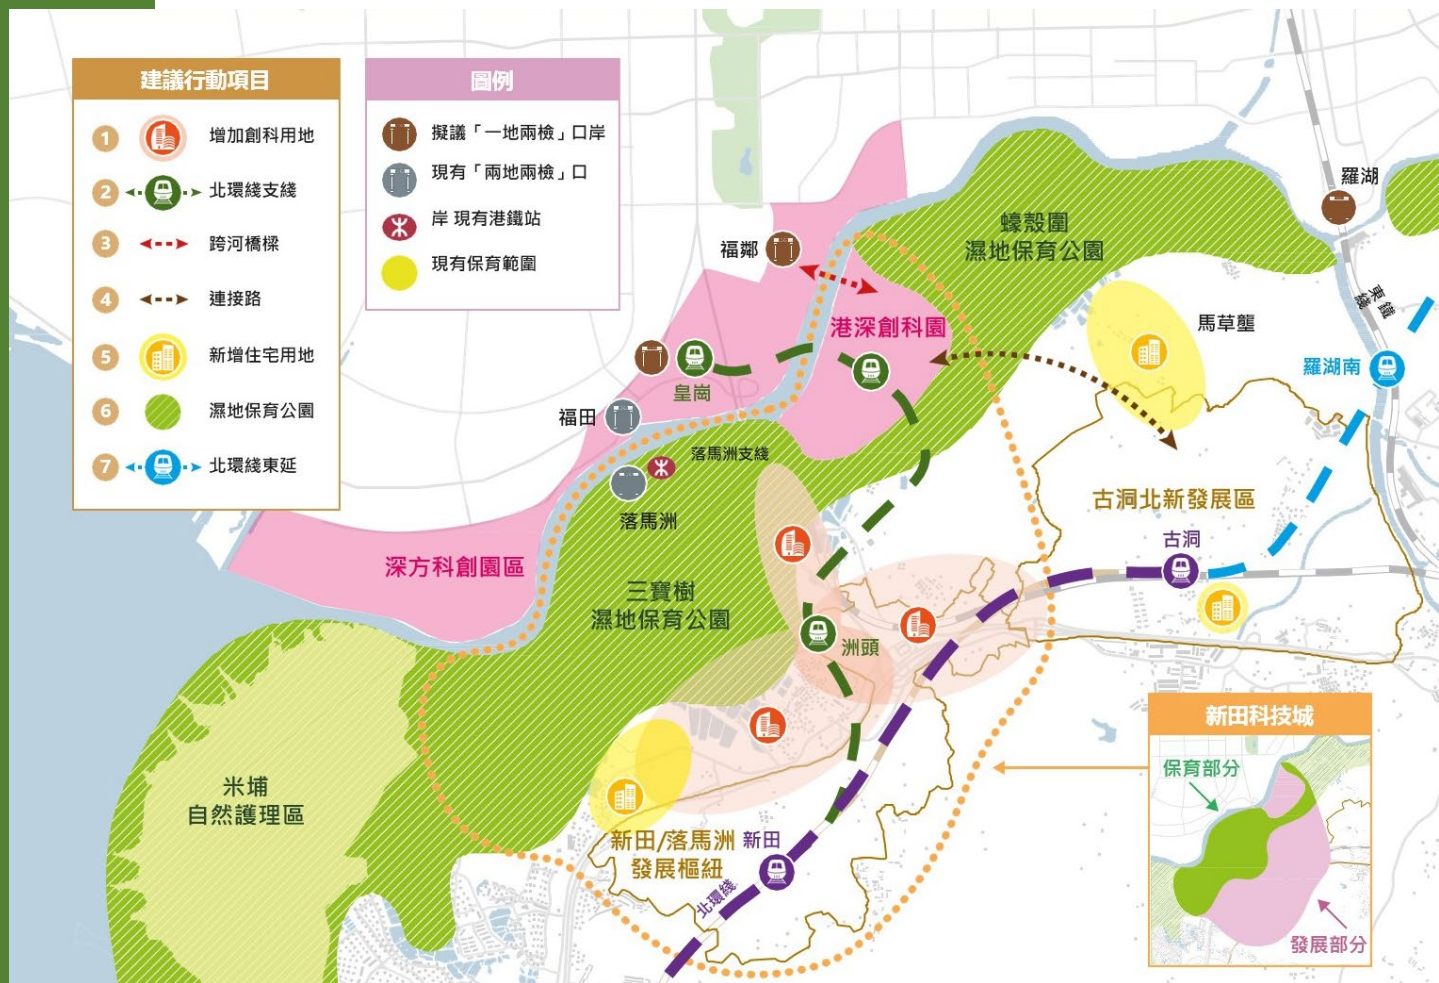 建議行動項目
1 增加創科用地
2 北環綫支綫
3 跨河橋樑
4 連接路
5 新增住宅用地
6 濕地保育公園
7 北環綫東延
圖例
擬議「一地兩檢」口岸
現有「兩地兩檢」口
岸 現有港鐵站
現有保育範圍
羅湖
蠔殼圍
濕地保育公園
福鄰
東鐵
綫
港深創科園
馬草壟
羅湖南
皇崗
福田
落馬洲支綫
落馬洲
古洞北新發展區
古洞
深方科創園區
三寶樹
濕地保育公園
洲頭
米埔
自然護理區
新田/落馬洲
發展樞紐
新田
北環綫
新田科技城
保育部分
發展部分